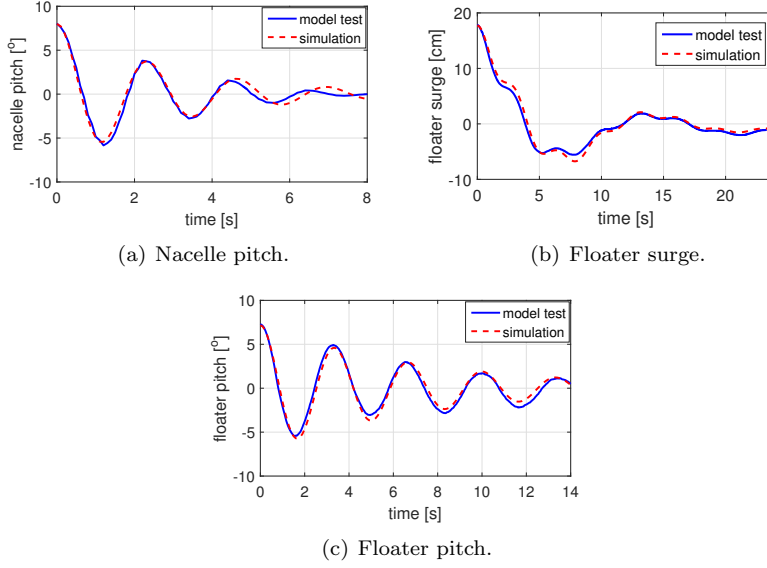 10
5
0
-5
-10
nacelle pitch [o]
0 2 4 6 8
time [s]
model test
simulation
(a) Nacelle pitch.
20
10
0
-10
floater surge [cm]
0 5 10 15 20
time [s]
model test
simulation
(b) Floater surge.
10
5
0
-5
-10
floater pitch [o]
0 2 4 6 8 10 12 14
time [s]
model test
simulation
(c) Floater pitch.